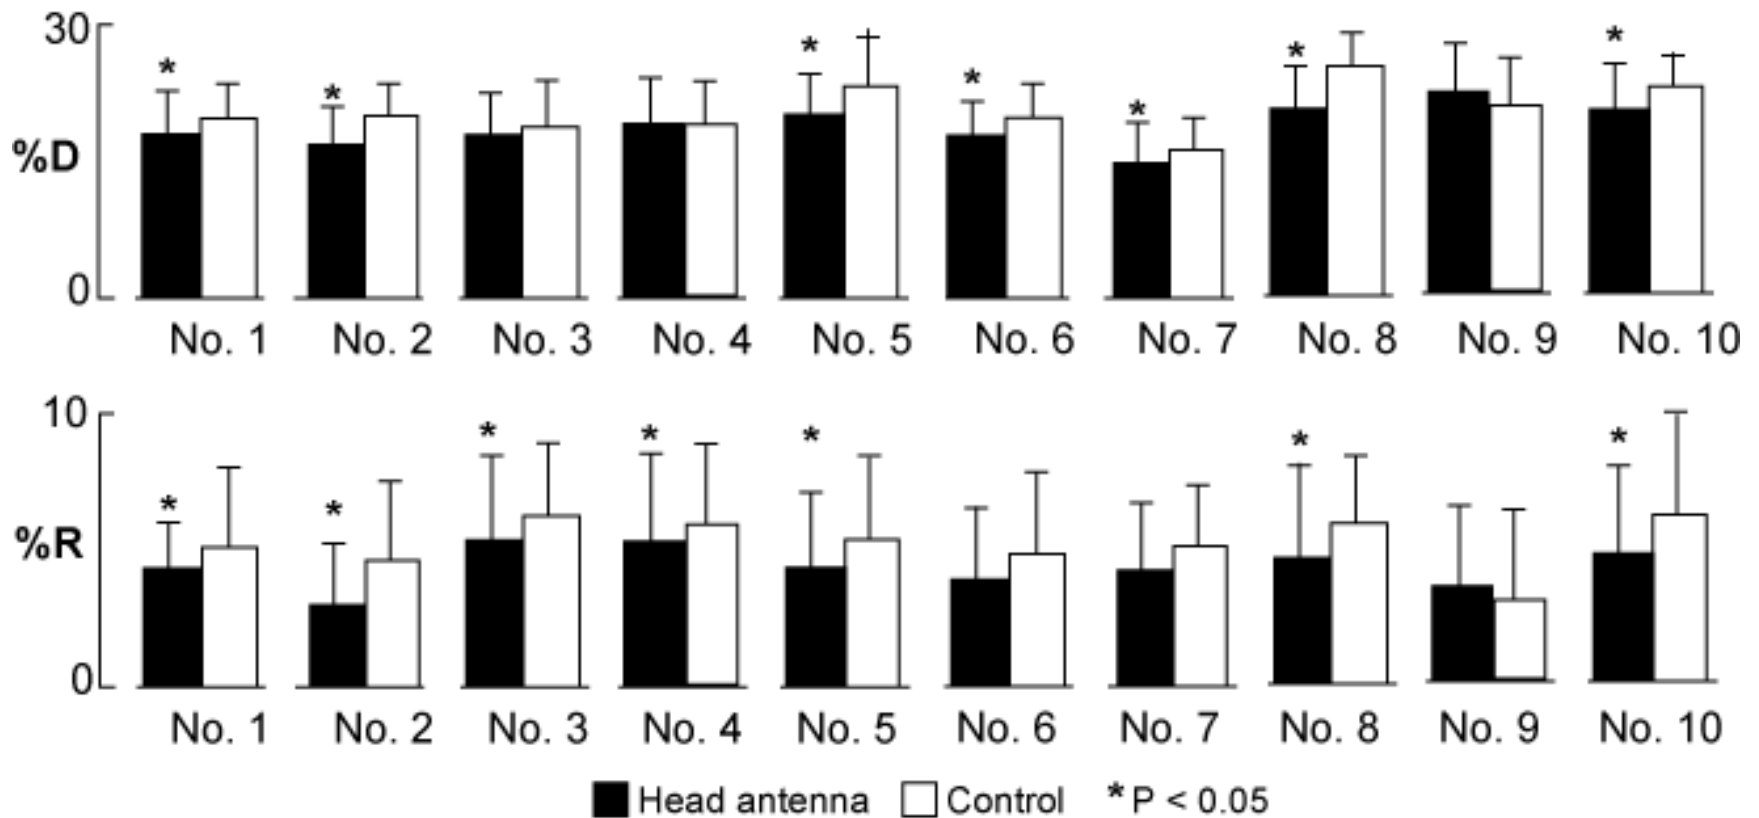 30
* * * * * * *
%D
0
No. 1 No. 2 No. 3 No. 4 No. 5 No. 6 No. 7 No. 8 No. 9 No. 10
10
* * * * * * *
%R
0
No. 1 No. 2 No. 3 No. 4 No. 5 No. 6 No. 7 No. 8 No. 9 No. 10
Head antenna Control *P < 0.05